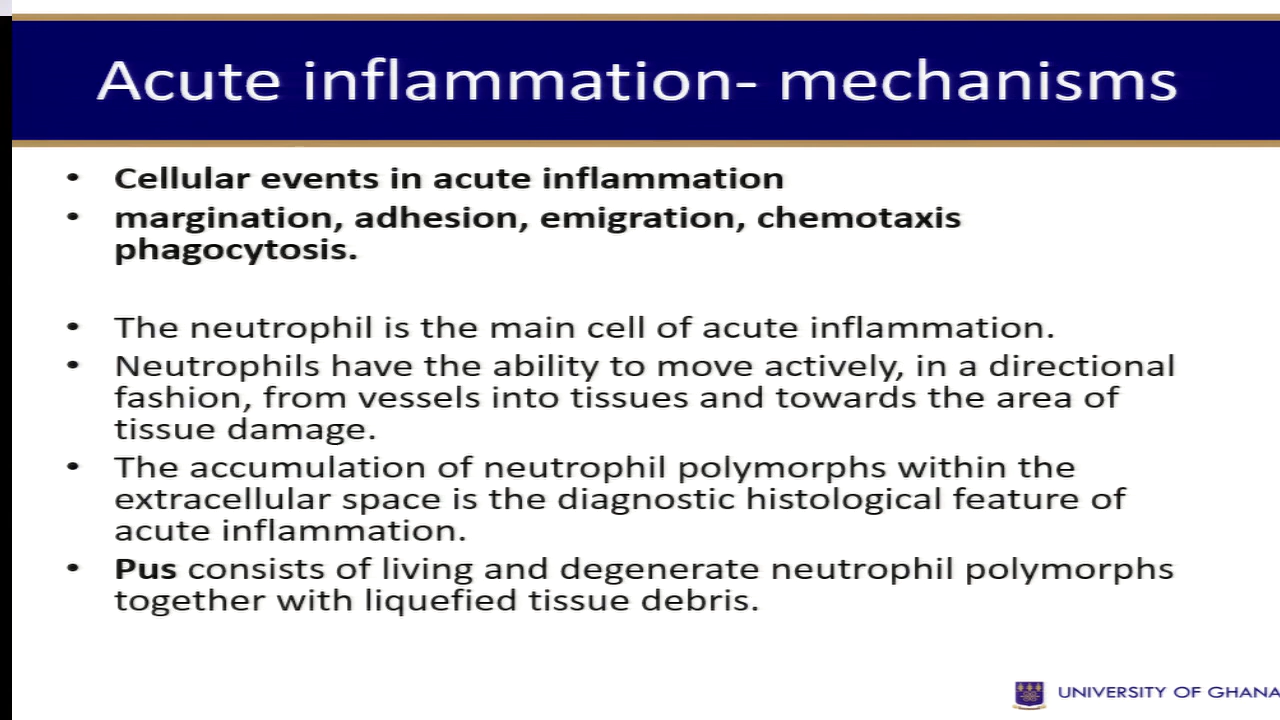 Acute inflammation- mechanisms
• Cellular events in acute inflammation
• margination, adhesion, emigration, chemotaxis
phagocytosis.
• The neutrophil is the main cell of acute inflammation.
• Neutrophils have the ability to move actively, in a directional
fashion, from vessels into tissues and towards the area of
tissue damage.
• The accumulation of neutrophil polymorphs within the
extracellular space is the diagnostic histological feature of
acute inflammation.
• Pus consists of living and degenerate neutrophil polymorphs
together with liquefied tissue debris.
UNIVERSITY OF GHANA